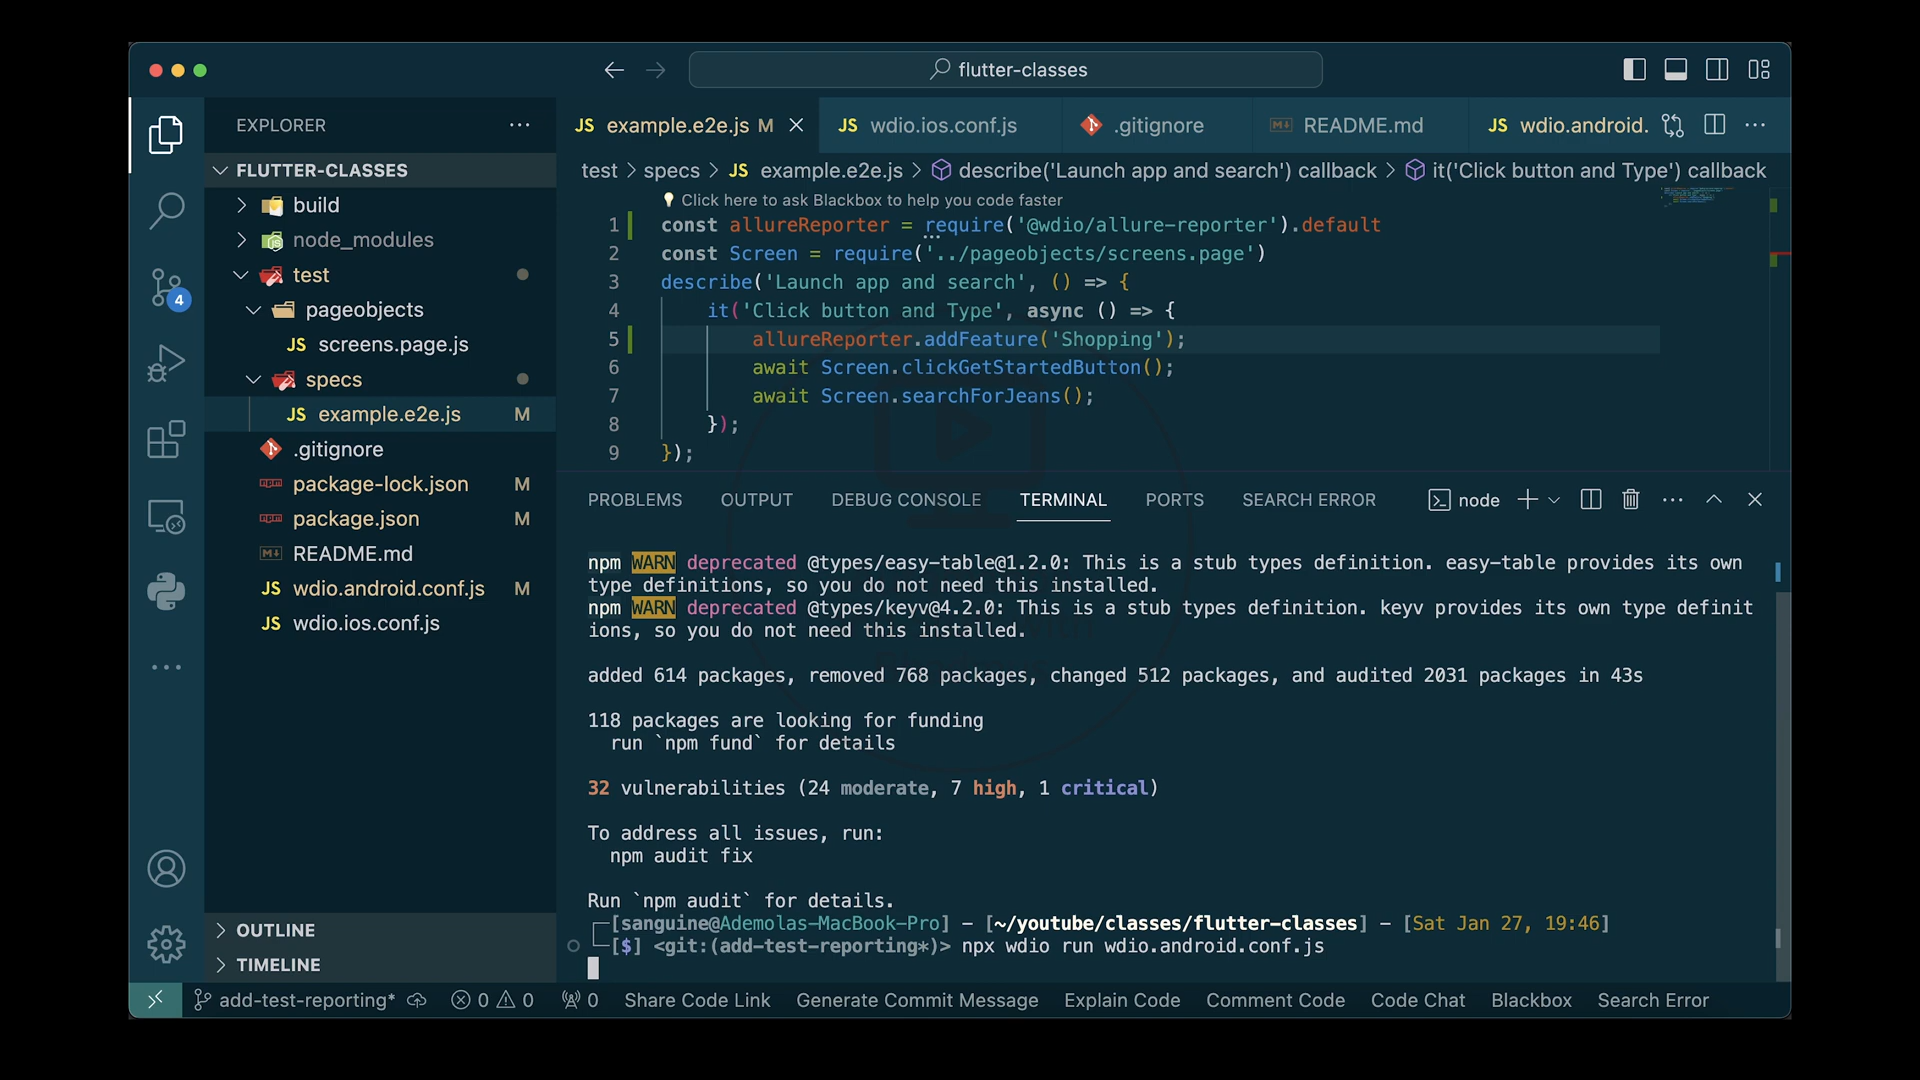 flutter-classes
EXPLORER
FLUTTER-CLASSES
build
node_modules
test
pageobjects
JS screens.page.js
specs
JS example.e2e.js M
.gitignore
package-lock.json M
package.json M
README.md
JS wdio.android.conf.js M
JS wdio.ios.conf.js
OUTLINE
TIMELINE
4
JS example.e2e.js M
JS wdio.ios.conf.js
.gitignore
README.md
JS wdio.android.
test > specs > JS example.e2e.js > describe('Launch app and search') callback > it('Click button and Type') callback
Click here to ask Blackbox to help you code faster
1 const allureReporter = require('@wdio/allure-reporter').default
2 const Screen = require('../pageobjects/screens.page')
3 describe('Launch app and search', () => {
4 it('Click button and Type', async () => {
5 allureReporter.addFeature('Shopping');
6 await Screen.clickGetStartedButton();
7 await Screen.searchForJeans();
8 });
9 });
PROBLEMS OUTPUT DEBUG CONSOLE TERMINAL PORTS SEARCH ERROR node
npm WARN deprecated @types/easy-table@1.2.0: This is a stub types definition. easy-table provides its own
type definitions, so you do not need this installed.
npm WARN deprecated @types/keyv@4.2.0: This is a stub types definition. keyv provides its own type definit
ions, so you do not need this installed.
added 614 packages, removed 768 packages, changed 512 packages, and audited 2031 packages in 43s
118 packages are looking for funding
run `npm fund` for details
32 vulnerabilities (24 moderate, 7 high, 1 critical)
To address all issues, run:
npm audit fix
Run `npm audit` for details.
[sanguine@Ademolas-MacBook-Pro] - [~/youtube/classes/flutter-classes] - [Sat Jan 27, 19:46]
[$] <git:(add-test-reporting*)> npx wdio run wdio.android.conf.js
add-test-reporting* 0 0 0 Share Code Link Generate Commit Message Explain Code Comment Code Code Chat Blackbox Search Error